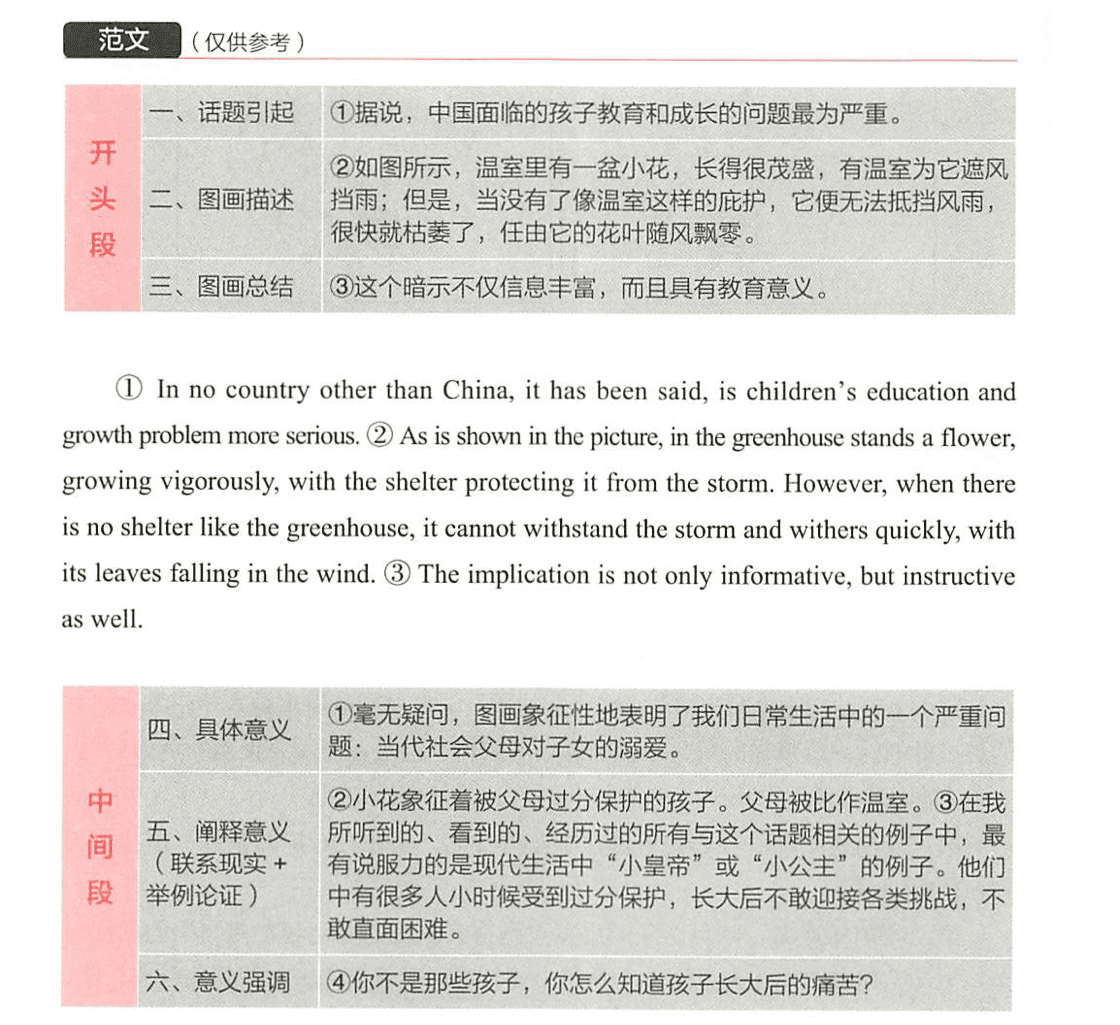 范文（仅供参考）
开头段
一、话题引起
①据说，中国面临的孩子教育和成长的问题最为严重。
二、图画描述
②如图所示，温室里有一盆小花，长得很茂盛，有温室为它遮风
挡雨；但是，当没有了像温室这样的庇护，它便无法抵挡风雨，
很快就枯萎了，任由它的花叶随风飘零。
三、图画总结
③这个暗示不仅信息丰富，而且具有教育意义。
① In no country other than China, it has been said, is children’s education and
growth problem more serious. ② As is shown in the picture, in the greenhouse stands a flower,
growing vigorously, with the shelter protecting it from the storm. However, when there
is no shelter like the greenhouse, it cannot withstand the storm and withers quickly, with
its leaves falling in the wind. ③ The implication is not only informative, but instructive
as well.
中间段
四、具体意义
①毫无疑问，图画象征性地表明了我们日常生活中的一个严重问
题：当代社会父母对子女的溺爱。
五、阐释意义
（联系现实+
举例论证）
②小花象征着被父母过分保护的孩子。父母被比作温室。③在我
所听到的、看到的、经历过的所有与这个话题相关的例子中，最
有说服力的是现代生活中“小皇帝”或“小公主”的例子。他们
中有很多人小时候受到过分保护，长大后不敢迎接各类挑战，不
敢直面困难。
六、意义强调
④你不是那些孩子，你怎么知道孩子长大后的痛苦？